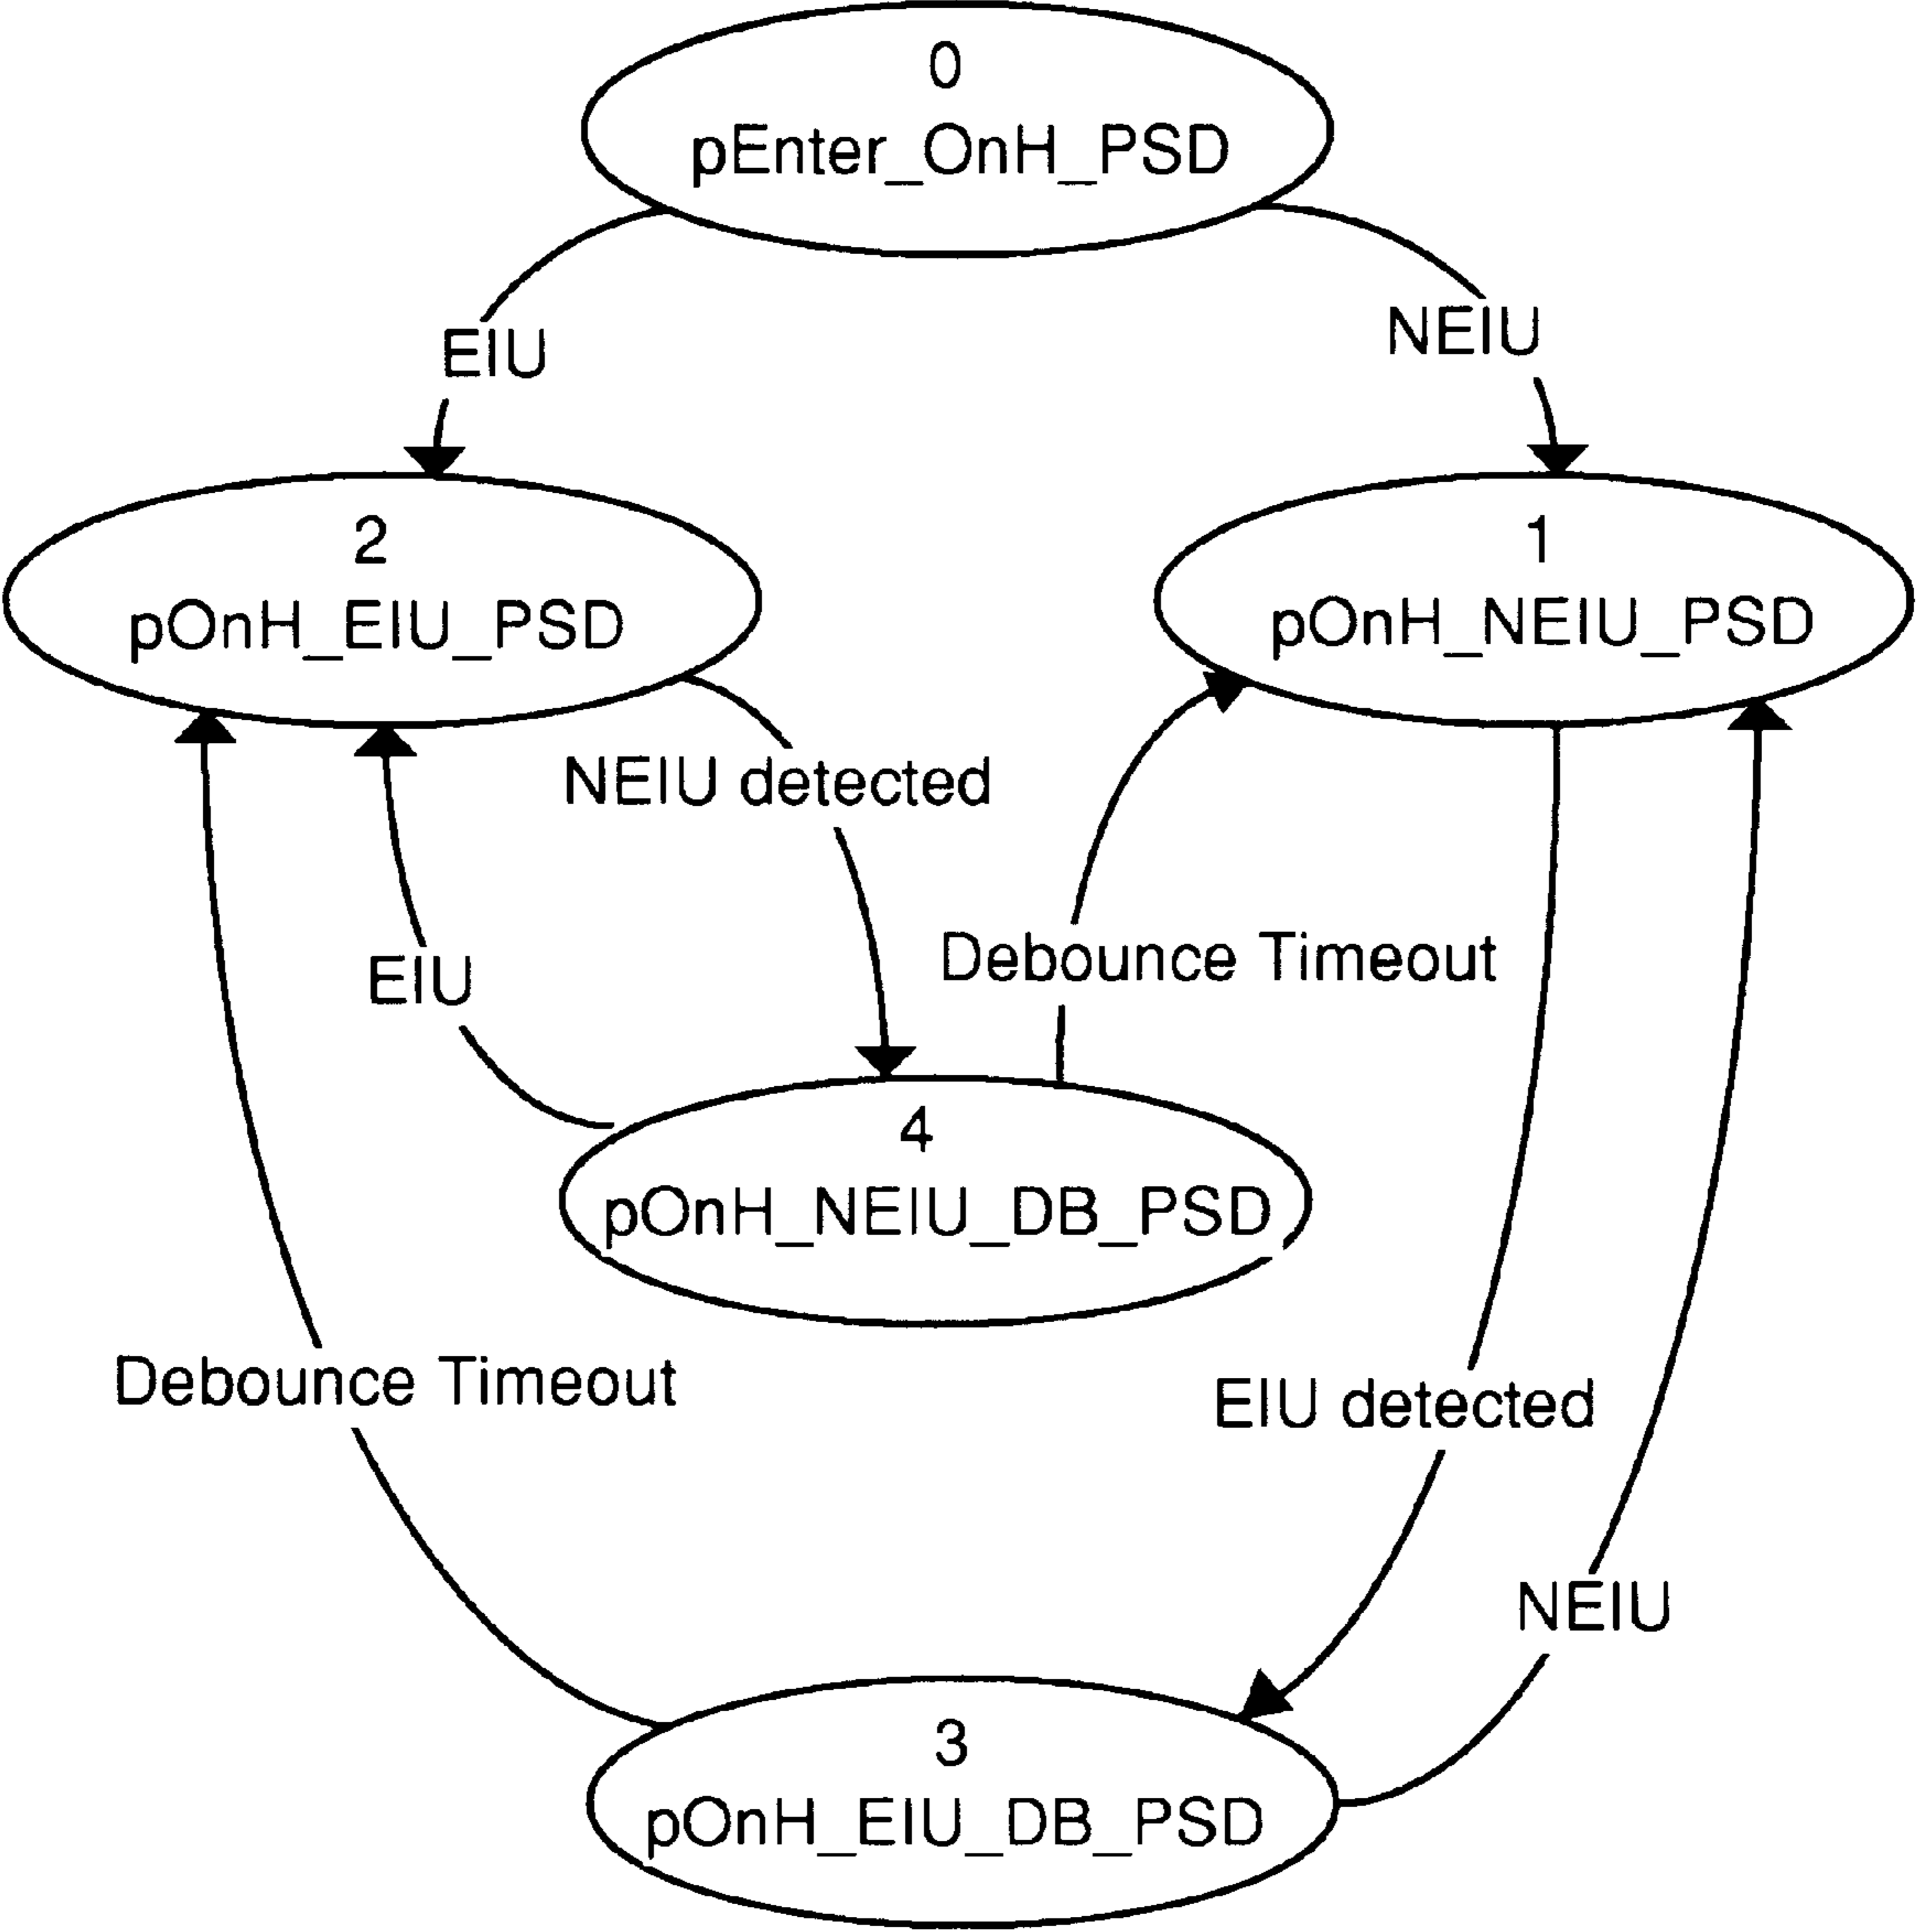 0
pEnter_OnH_PSD
EIU
NEIU
2
pOnH_EIU_PSD
1
pOnH_NEIU_PSD
NEIU detected
Debounce Timeout
EIU
4
pOnH_NEIU_DB_PSD
Debounce Timeout
EIU detected
NEIU
3
pOnH_EIU_DB_PSD